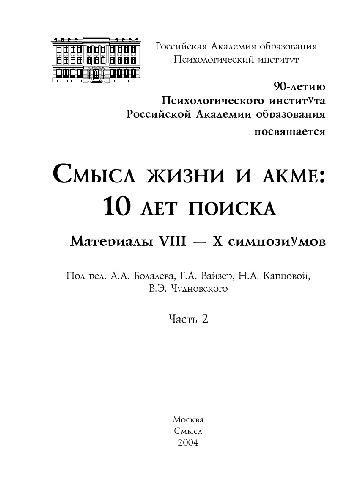 Российская Академия образования
Психологический институт
90-летию
Психологического института
Российской Академии образования
посвящается
Смысл жизни и акме:
10 лет поиска
Материалы VIII — X симпозиумов
Под ред. А.А. Бодалева, Г.А. Вайзер, Н.А. Карповой,
В.Э. Чудновского
Часть 2
Москва
Смысл
2004